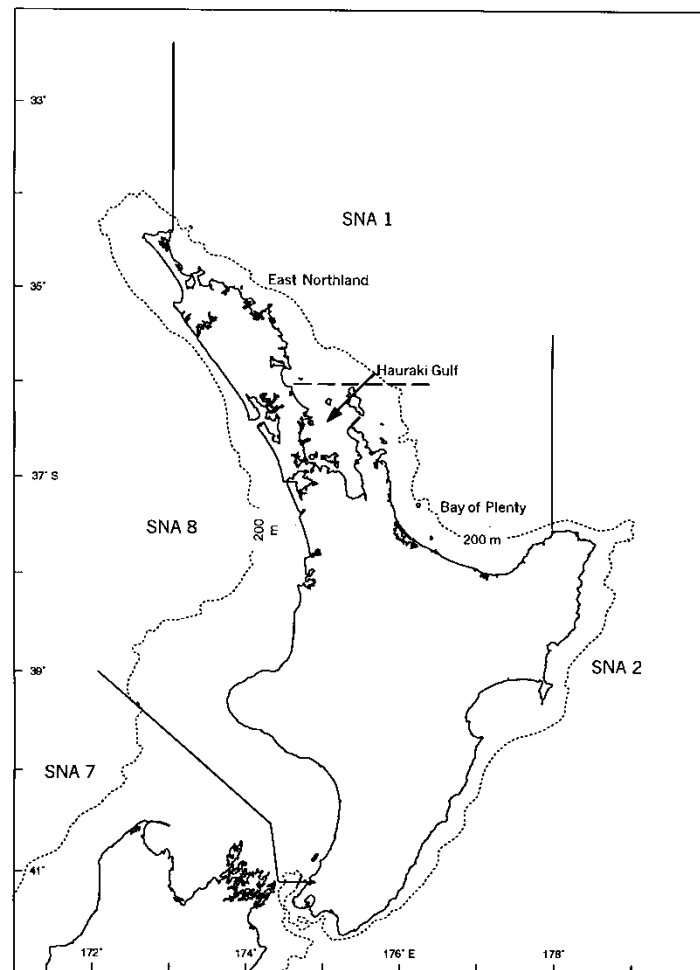 33°
SNA 1
East Northland
35°
Hauraki Gulf
37° S
Bay of Plenty
SNA 8
200 m
200 m
39°
SNA 2
SNA 7
41°
172°
174°
176° E
178°